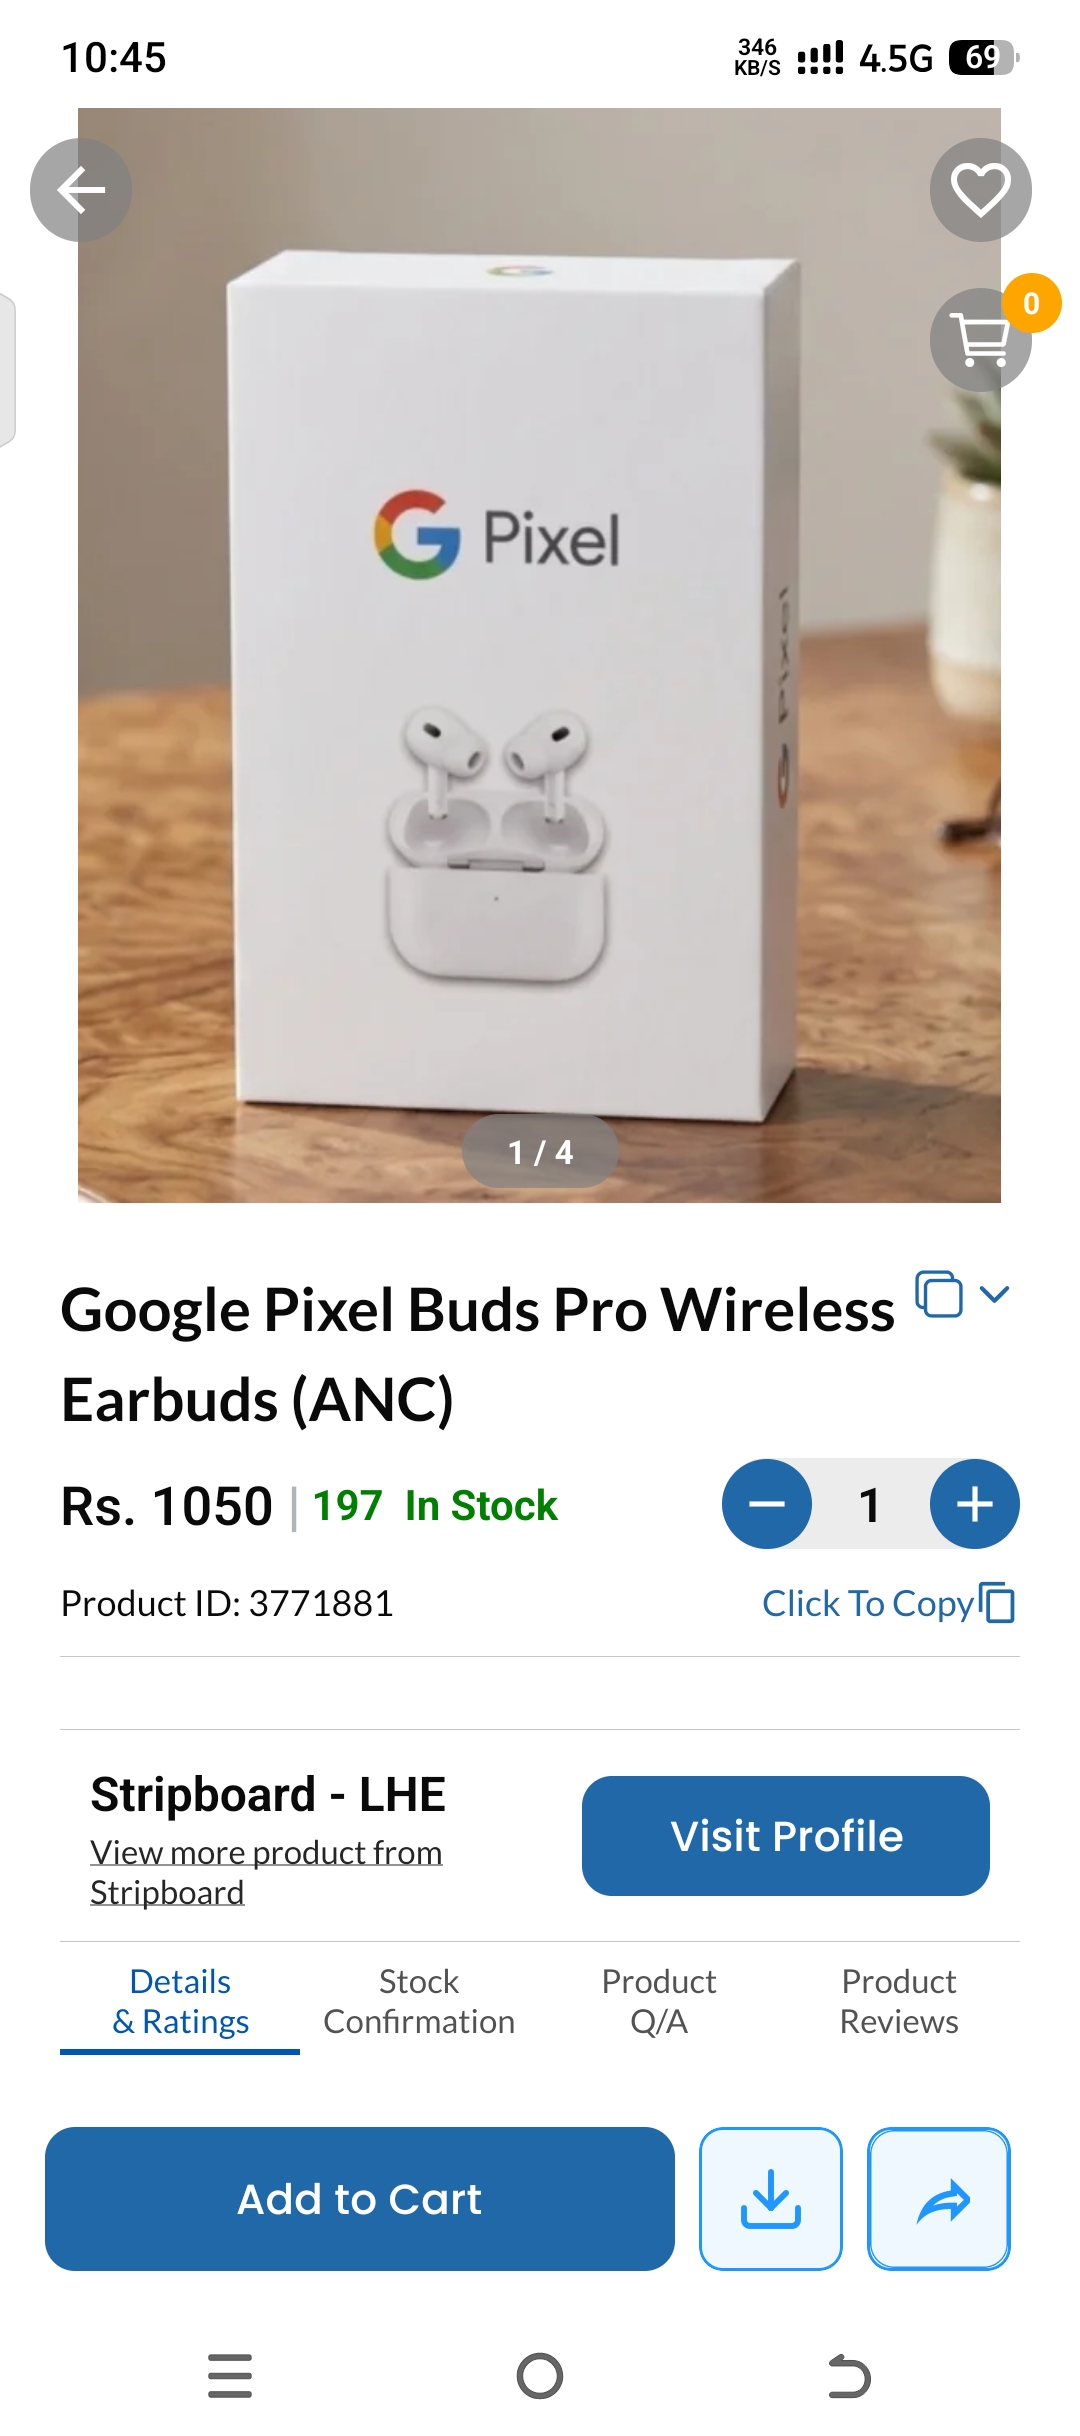 10:45
346
KB/S
4.5G
69
0
G Pixel
G Pixel
1 / 4
Google Pixel Buds Pro Wireless
Earbuds (ANC)
Rs. 1050 | 197 In Stock
1
Product ID: 3771881
Click To Copy
Stripboard - LHE
View more product from
Stripboard
Visit Profile
Details
& Ratings
Stock
Confirmation
Product
Q/A
Product
Reviews
Add to Cart